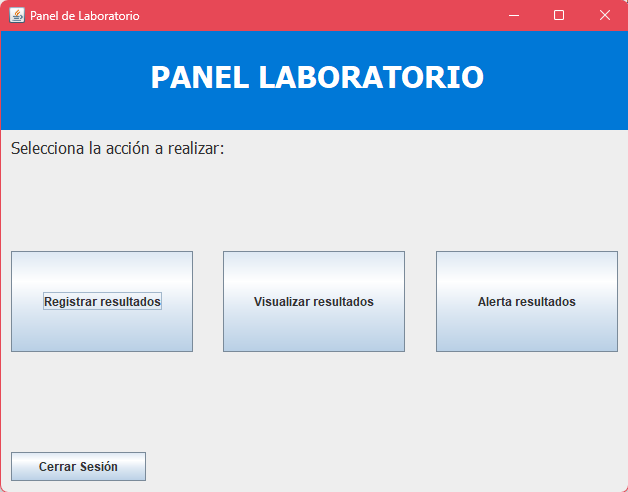 Panel de Laboratorio
PANEL LABORATORIO
Selecciona la acción a realizar:
Registrar resultados
Visualizar resultados
Alerta resultados
Cerrar Sesión